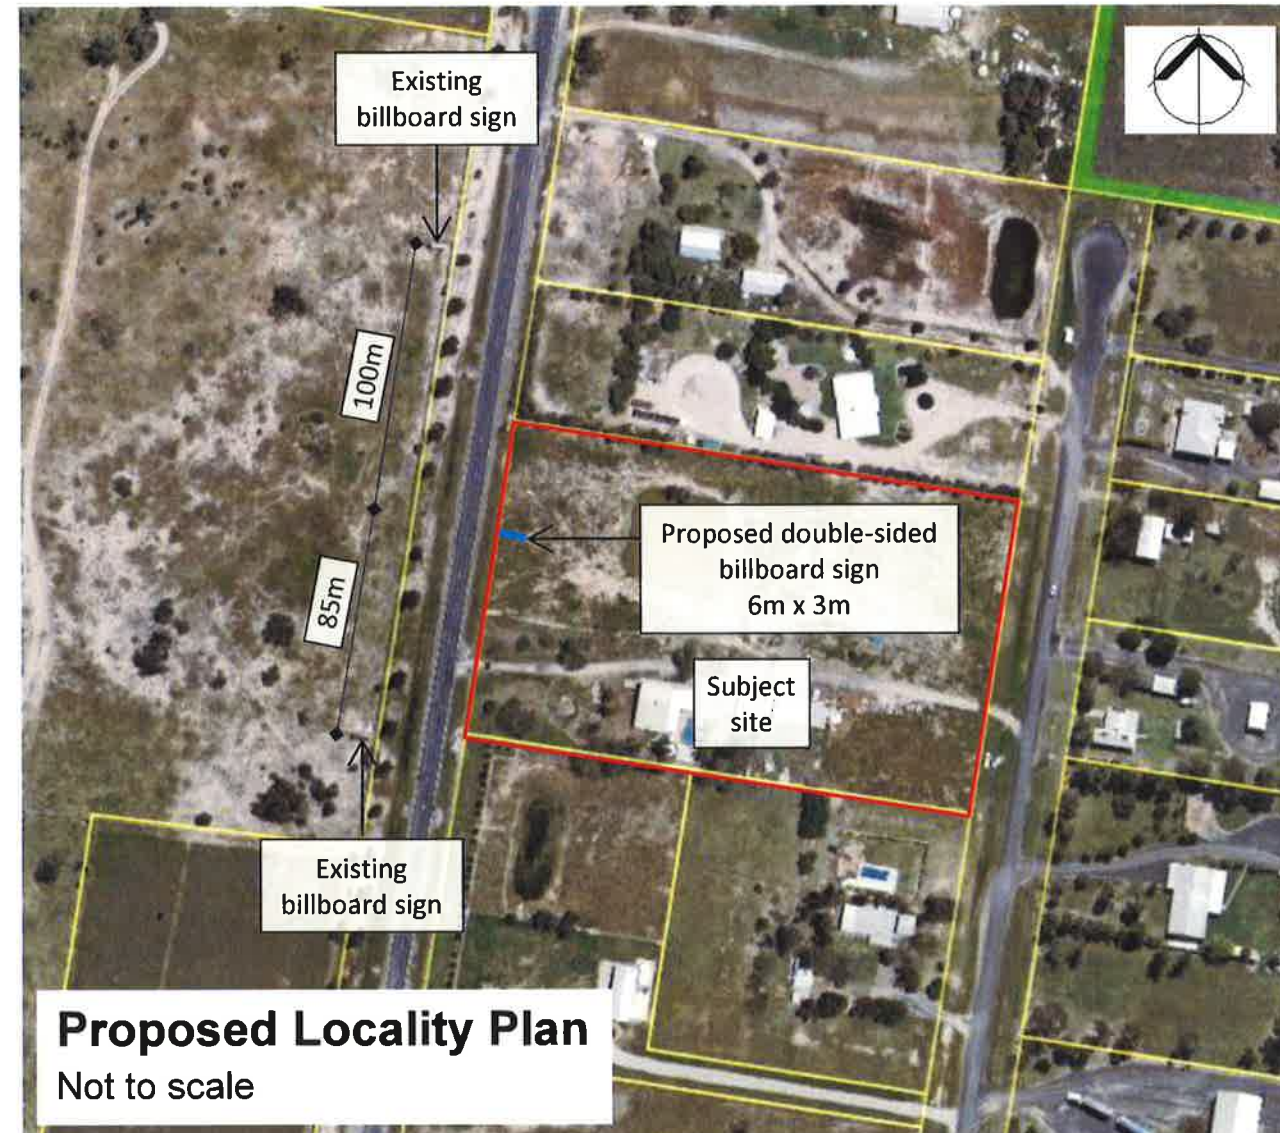 Existing
billboard sign
100m
85m
Proposed double-sided
billboard sign
6m x 3m
Subject
site
Existing
billboard sign
Proposed Locality Plan
Not to scale